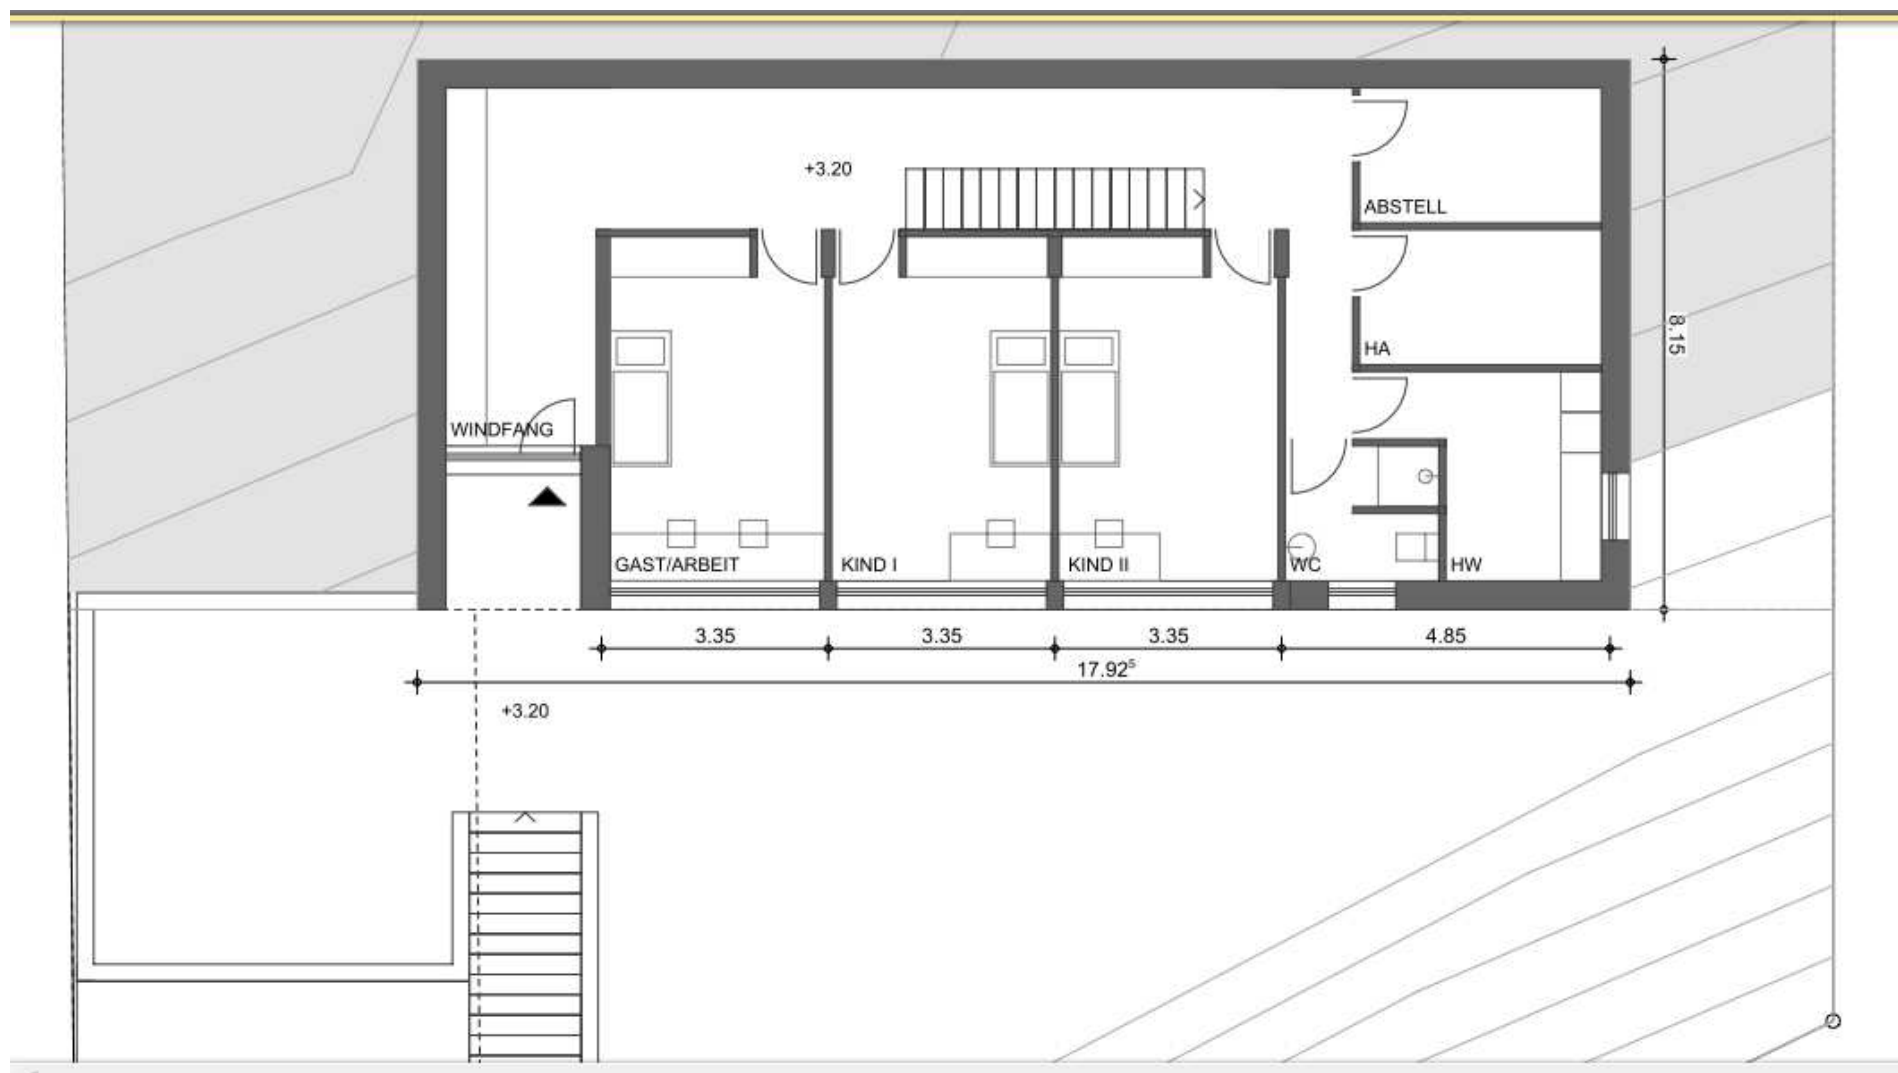 +3.20
ABSTELL
HA
8.15
WINDFANG
GAST/ARBEIT
KIND I
KIND II
WC
HW
3.35
3.35
3.35
4.85
17.92⁵
+3.20